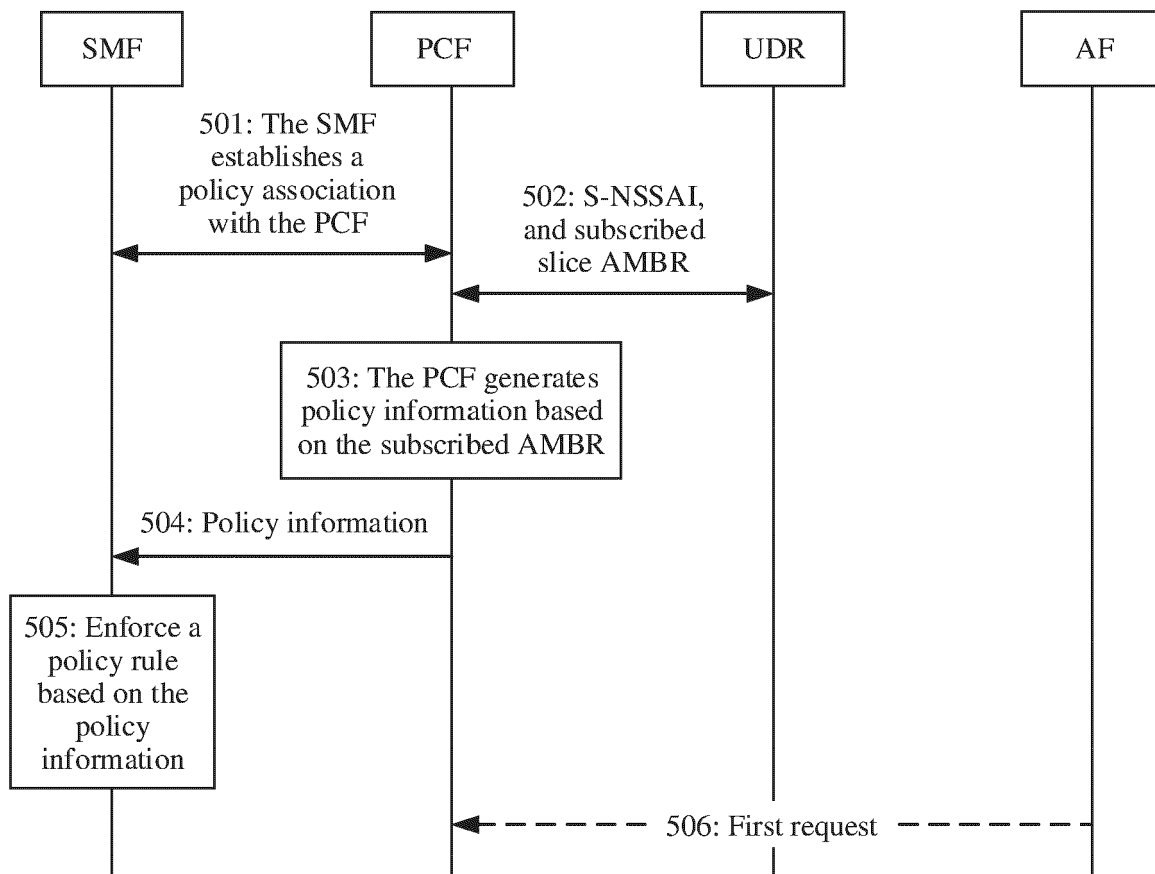 SMF
PCF
UDR
AF
501: The SMF
establishes a
policy association
with the PCF
502: S-NSSAI,
and subscribed
slice AMBR
503: The PCF generates
policy information based
on the subscribed AMBR
504: Policy information
505: Enforce a
policy rule
based on the
policy
information
506: First request